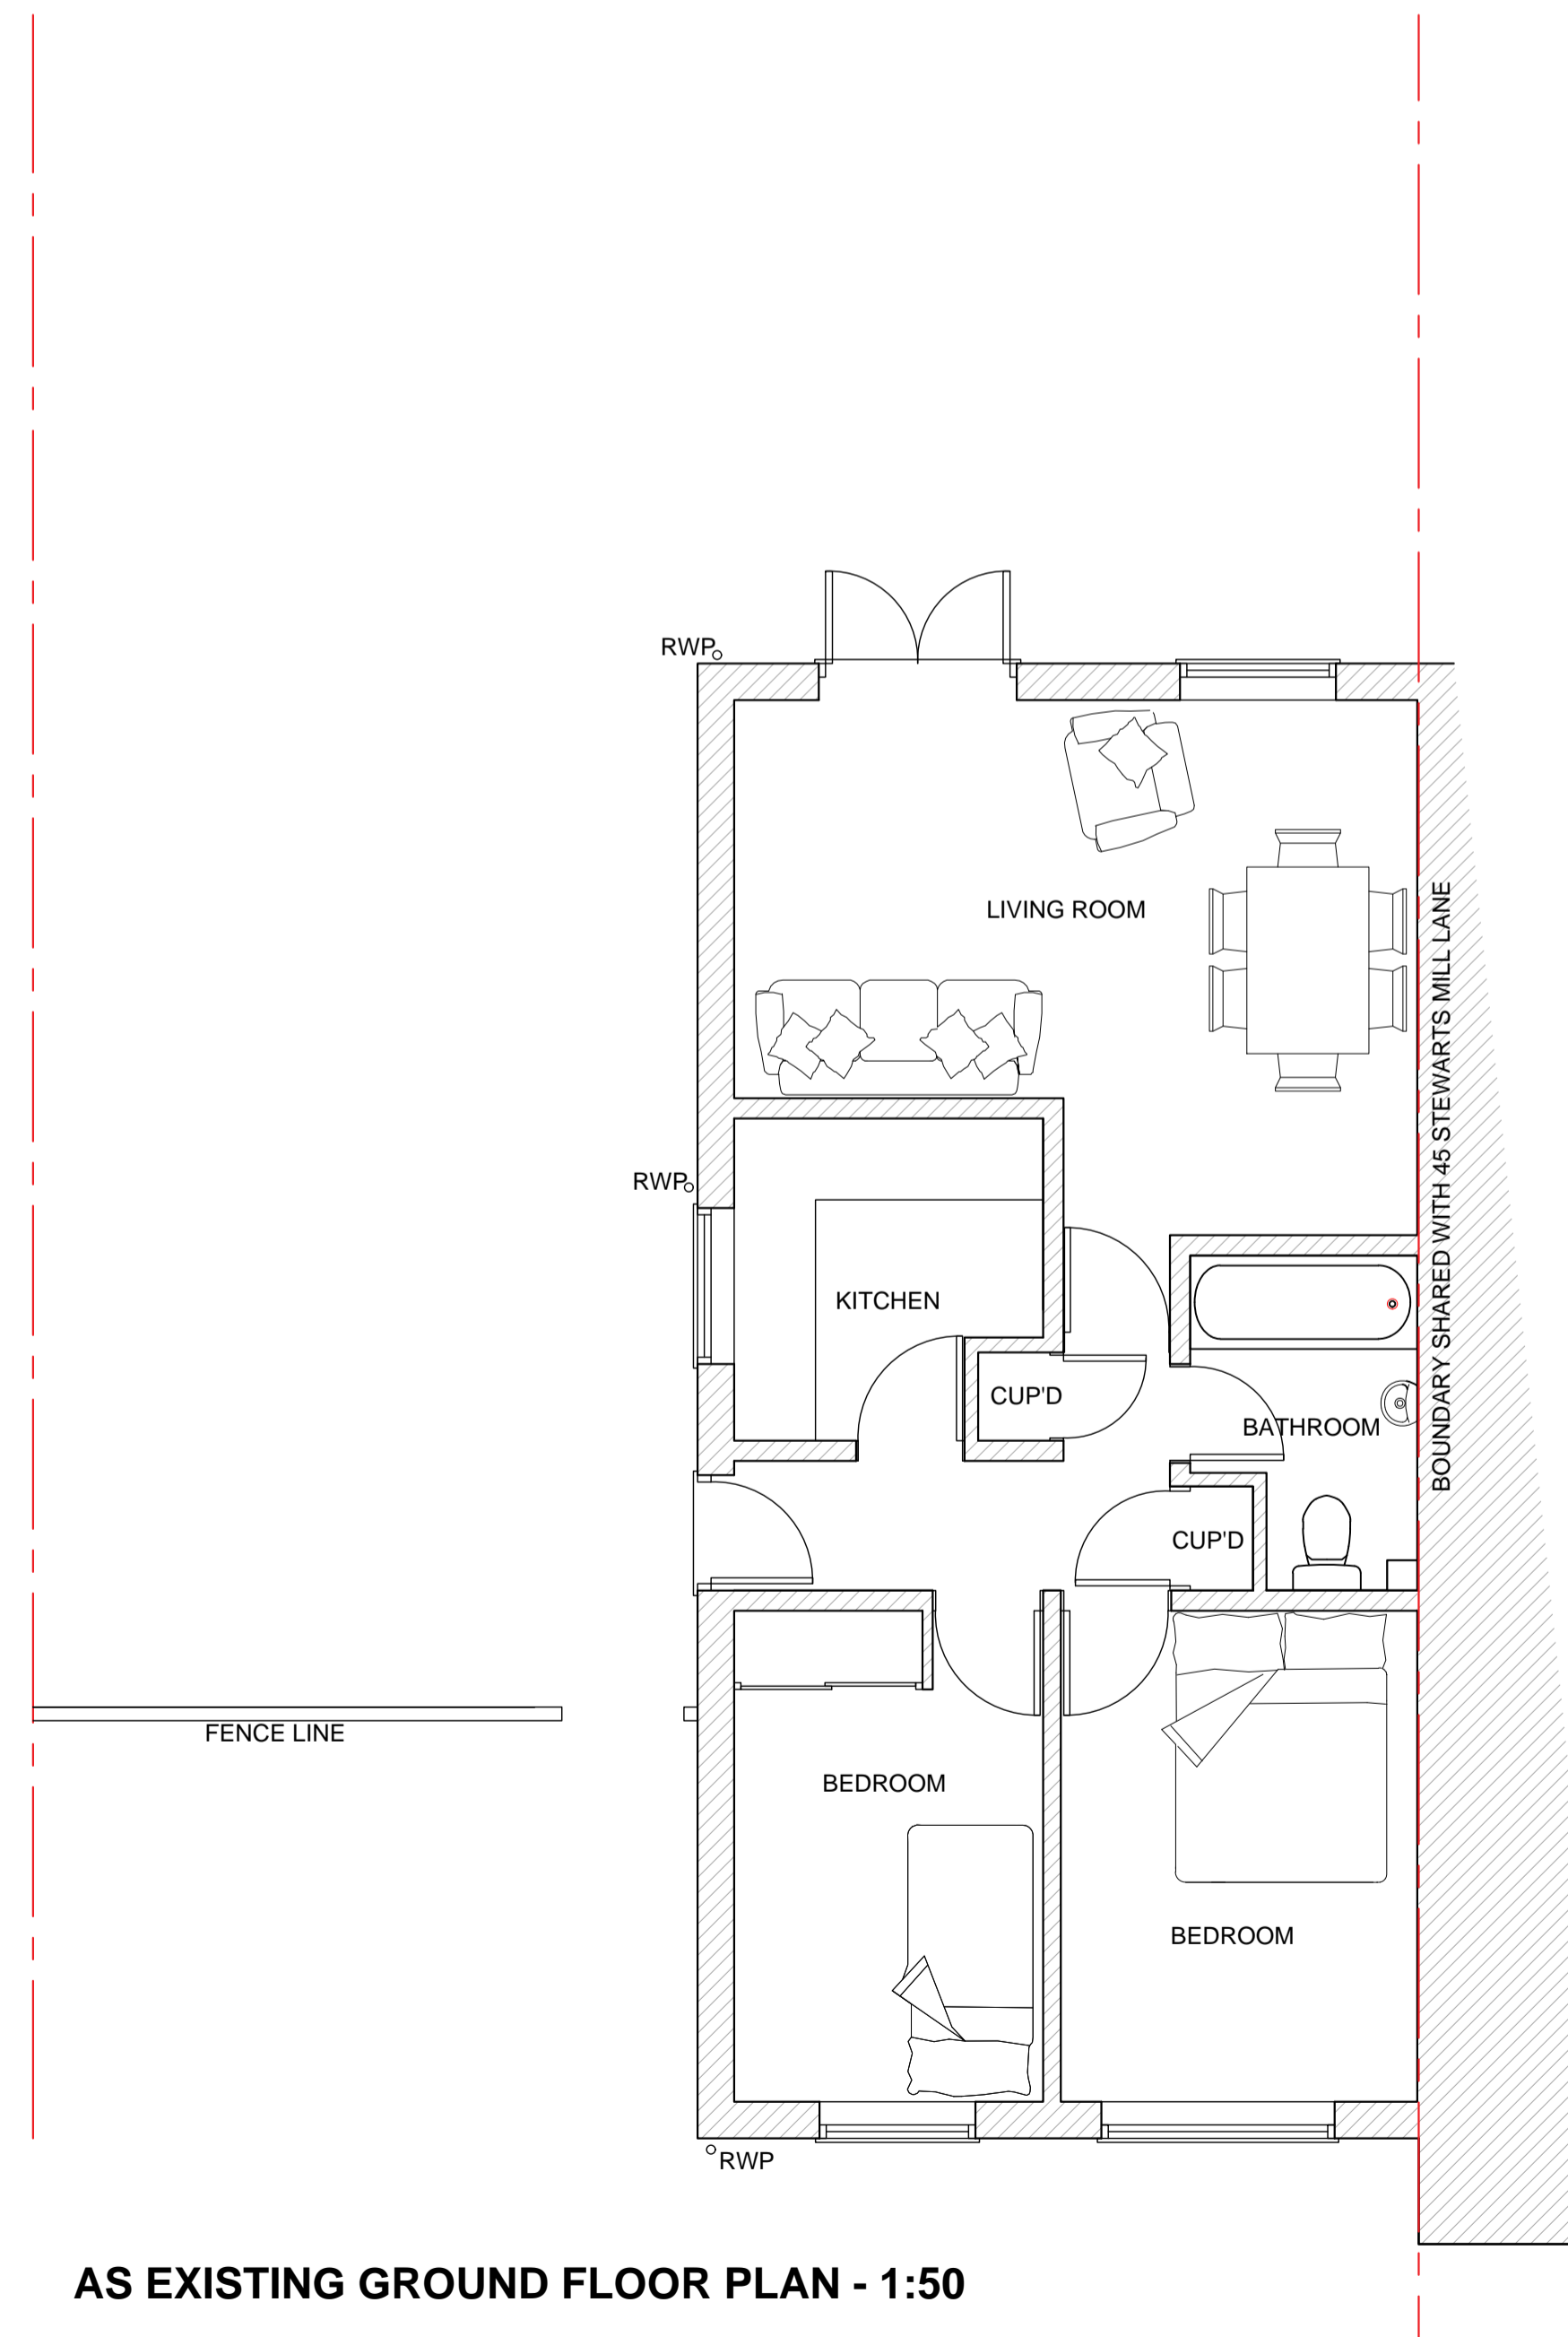 RWP
LIVING ROOM
BOUNDARY SHARED WITH 45 STEWARTS MILL LANE
RWP
KITCHEN
CUP'D
BATHROOM
CUP'D
FENCE LINE
BEDROOM
BEDROOM
RWP
AS EXISTING GROUND FLOOR PLAN - 1:50